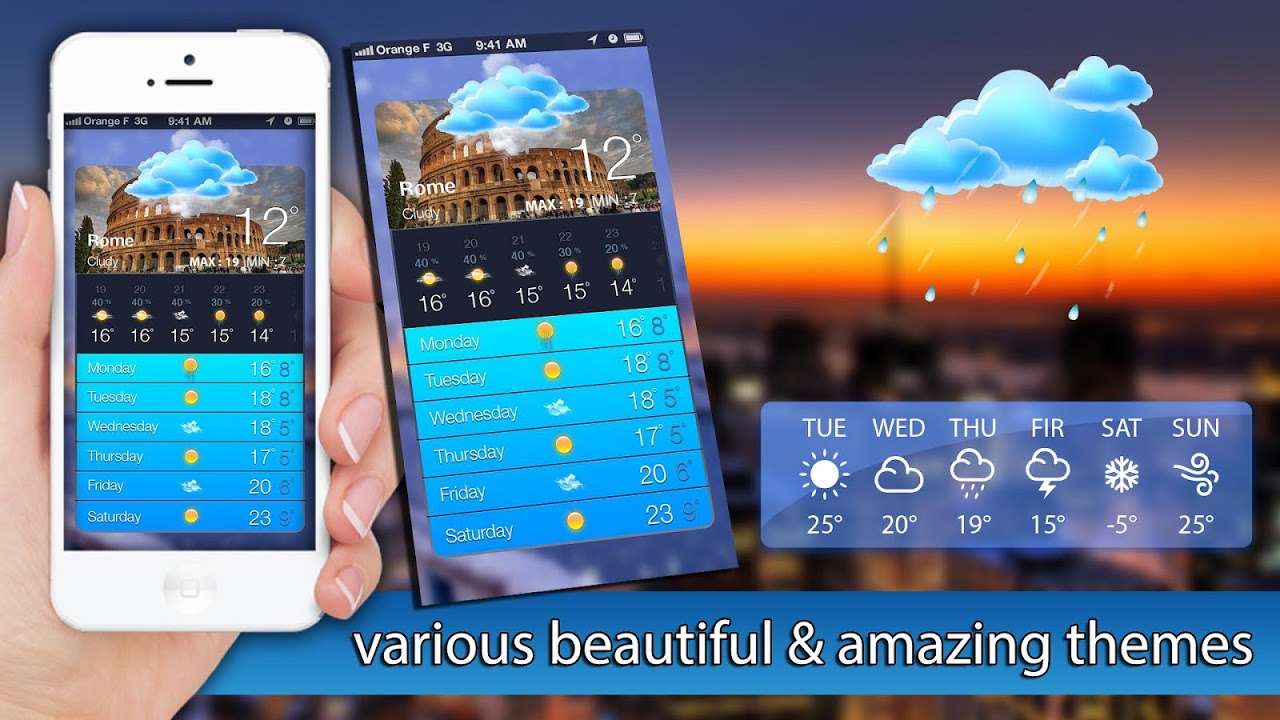 Orange F 3G 9:41 AM
12°
Rome
Cludy MAX : 19 MIN -7
19 20 21 22 23
40 % 40 % 40 % 30 % 20 %
16° 16° 15° 15° 14°
Monday 16° 8°
Tuesday 18° 8°
Wednesday 18° 5°
Thursday 17° 5°
Friday 20 6°
Saturday 23 9°
Orange F 3G 9:41 AM
12°
Rome
Cludy MAX : 19 MIN -7
19 20 21 22 23
40 % 40 % 40 % 30 % 20 %
16° 16° 15° 15° 14°
Monday 16° 8°
Tuesday 18° 8°
Wednesday 18° 5°
Thursday 17° 5°
Friday 20 6°
Saturday 23 9°
TUE WED THU FIR SAT SUN
25° 20° 19° 15° -5° 25°
various beautiful & amazing themes